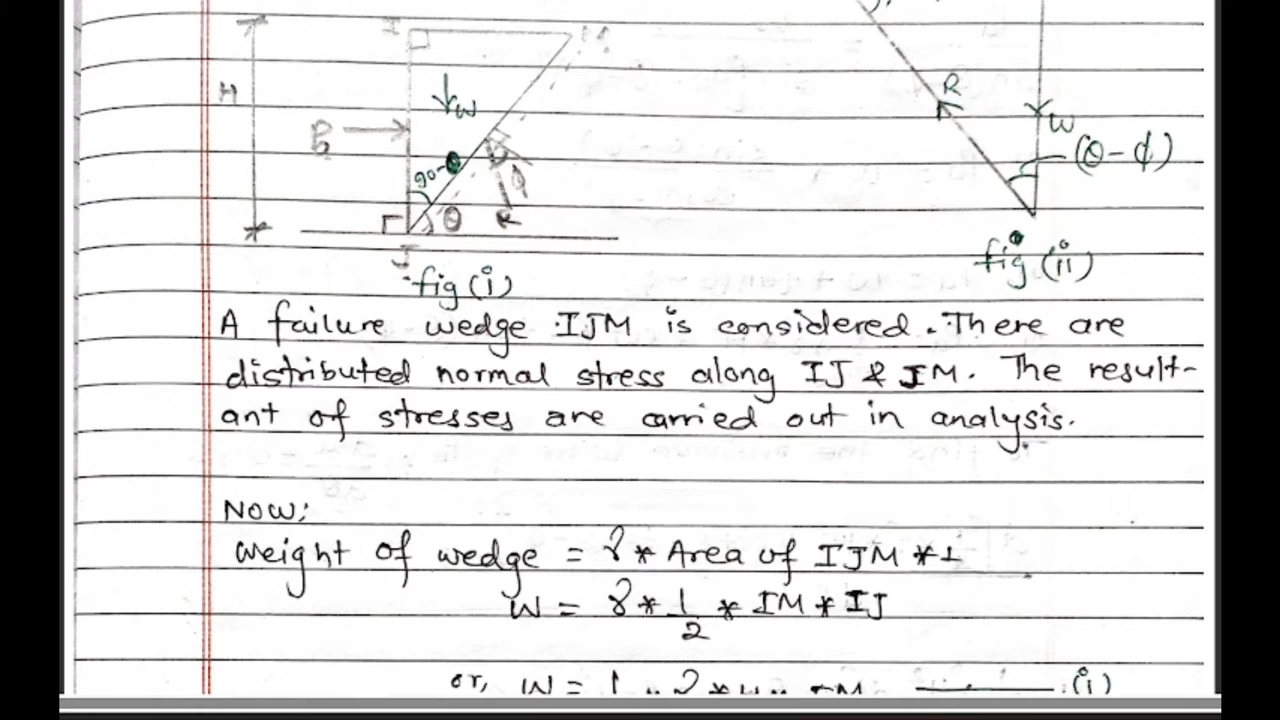 I
M
H
↓W
R
W
(θ-ϕ)
90-θ
ϕ
θ
R
J
fig (i)
fig (ii)
A failure wedge IJM is considered. There are
distributed normal stress along IJ & JM. The result-
ant of stresses are carried out in analysis.
Now;
Weight of wedge = γ * Area of IJM * 1
W = γ * 1/2 * IM * IJ
or, W = 1 (i)